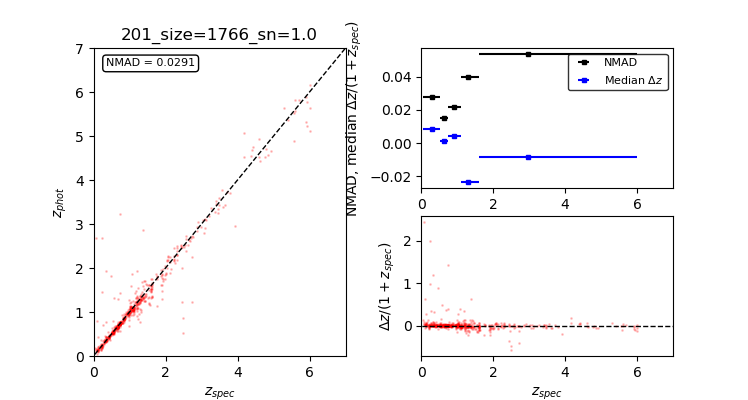 201_size=1766_sn=1.0
NMAD = 0.0291
7
6
5
4
3
2
1
0
z_phot
0 2 4 6
z_spec
NMAD, median Δz/(1 + z_spec)
0.04
0.02
0.00
−0.02
NMAD
Median Δz
0 2 4 6
Δz/(1 + z_spec)
2
1
0
0 2 4 6
z_spec